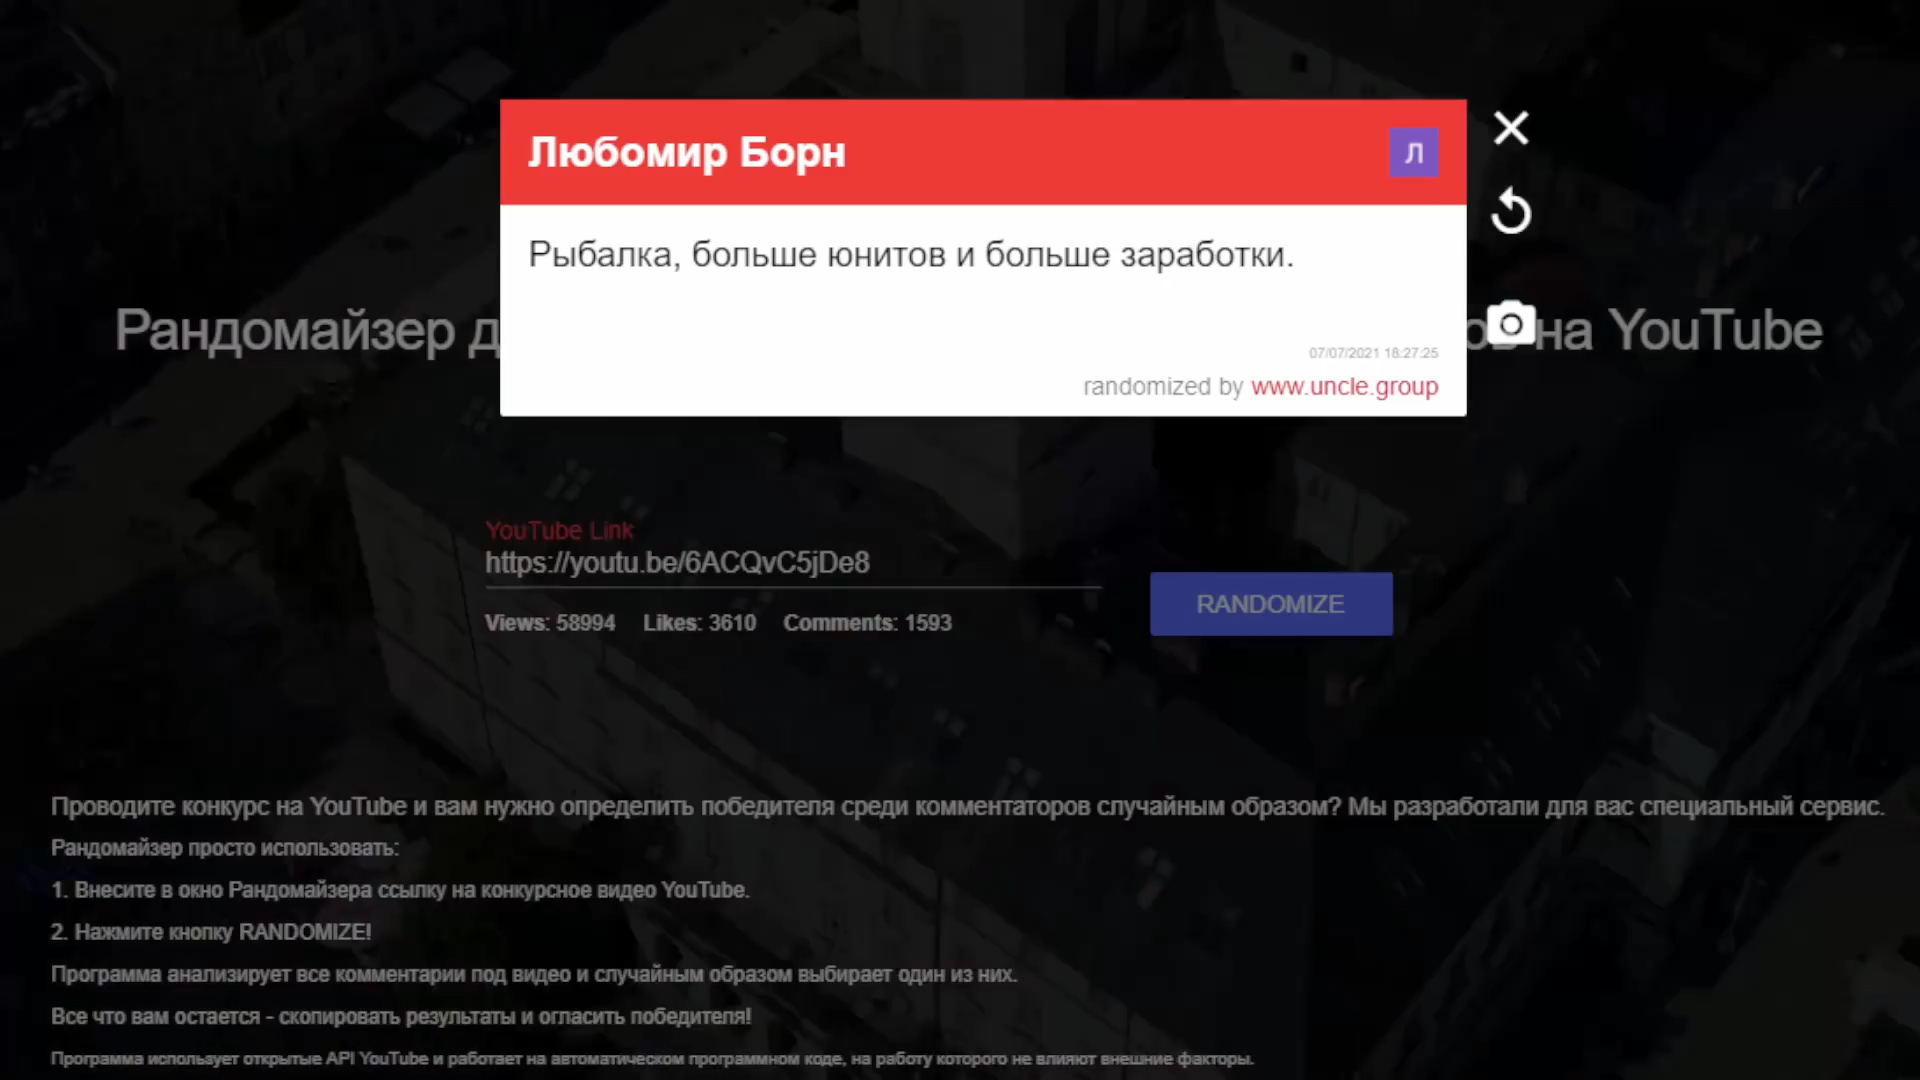 Любомир Борн
Л
Рыбалка, больше юнитов и больше заработки.
Рандомайзер
на YouTube
07/07/2021 18:27:25
randomized by www.uncle.group
YouTube Link
https://youtu.be/6ACQvC5jDe8
Views: 58994 Likes: 3610 Comments: 1593
RANDOMIZE
Проводите конкурс на YouTube и вам нужно определить победителя среди комментаторов случайным образом? Мы разработали для вас специальный сервис.
Рандомайзер просто использовать:
1. Внесите в окно Рандомайзера ссылку на конкурсное видео YouTube.
2. Нажмите кнопку RANDOMIZE!
Программа анализирует все комментарии под видео и случайным образом выбирает один из них.
Все что вам остается - скопировать результаты и огласить победителя!
Программа использует открытые API YouTube и работает на автоматическом программном коде, на работу которого не влияют внешние факторы.